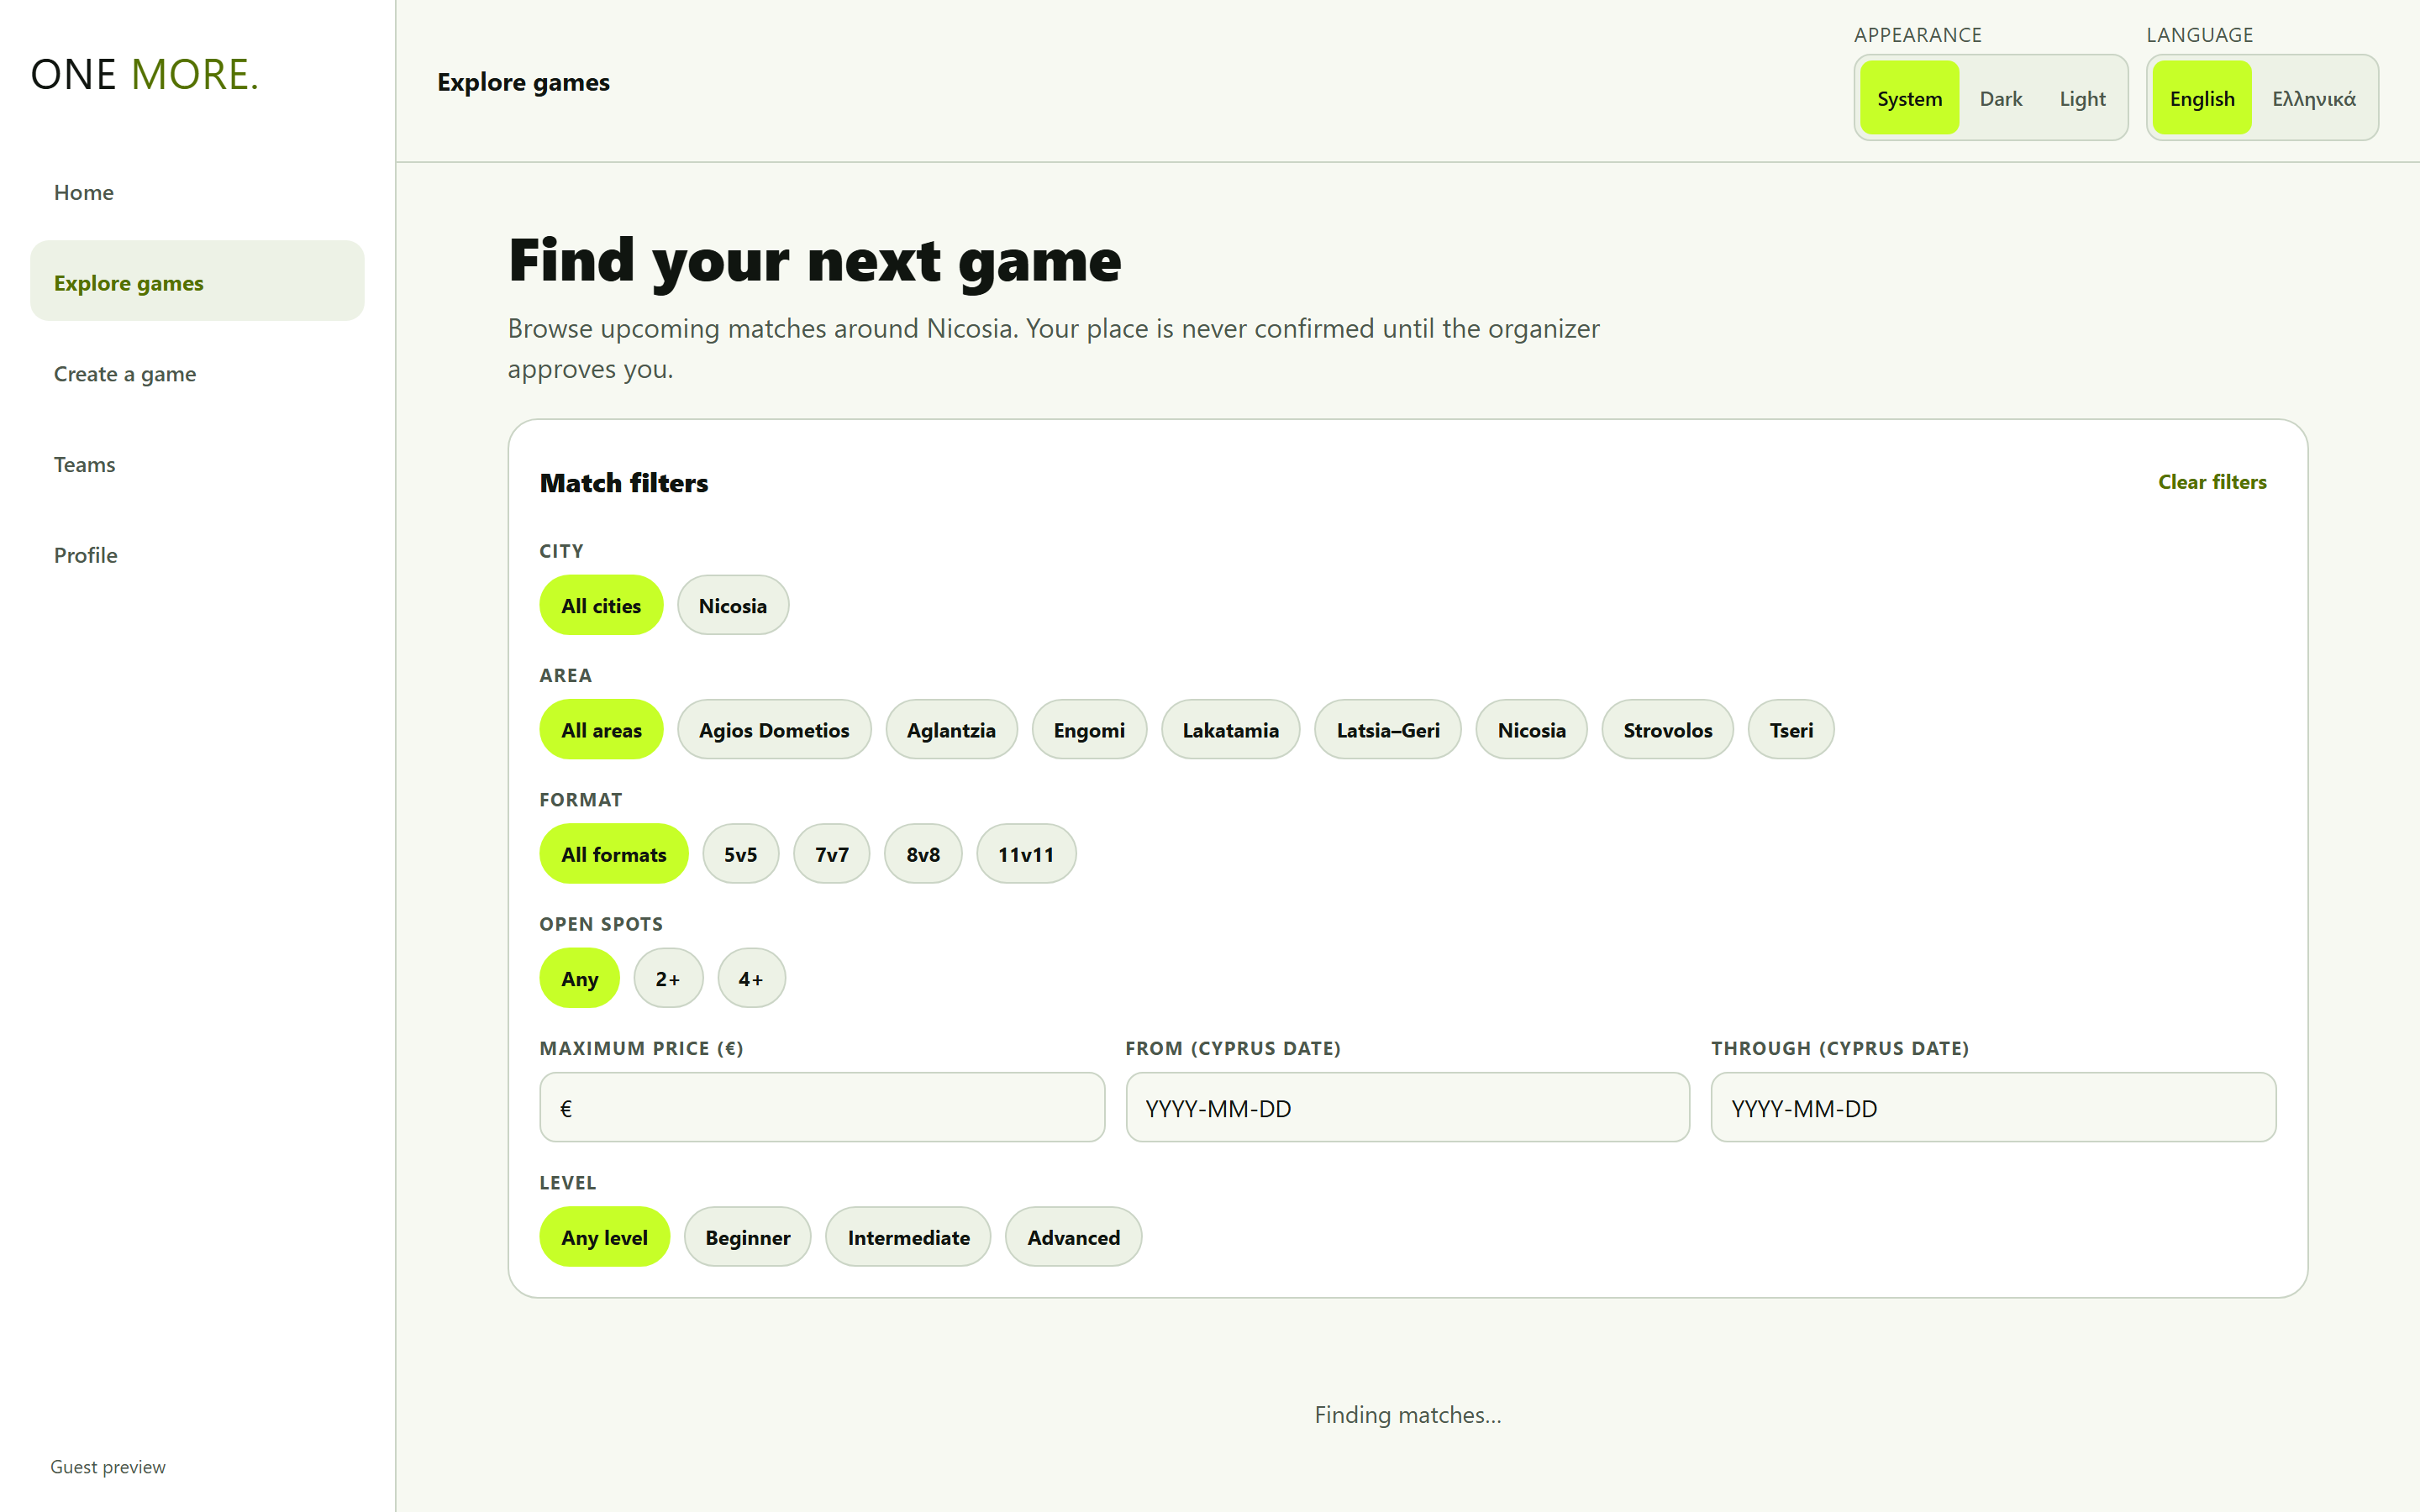 ONE MORE.
Home
Explore games
Create a game
Teams
Profile
Guest preview
Explore games
APPEARANCE
System Dark Light
LANGUAGE
English Ελληνικά
Find your next game
Browse upcoming matches around Nicosia. Your place is never confirmed until the organizer
approves you.
Match filters
Clear filters
CITY
All cities Nicosia
AREA
All areas Agios Dometios Aglantzia Engomi Lakatamia Latsia–Geri Nicosia Strovolos Tseri
FORMAT
All formats 5v5 7v7 8v8 11v11
OPEN SPOTS
Any 2+ 4+
MAXIMUM PRICE (€) FROM (CYPRUS DATE) THROUGH (CYPRUS DATE)
€ YYYY-MM-DD YYYY-MM-DD
LEVEL
Any level Beginner Intermediate Advanced
Finding matches...